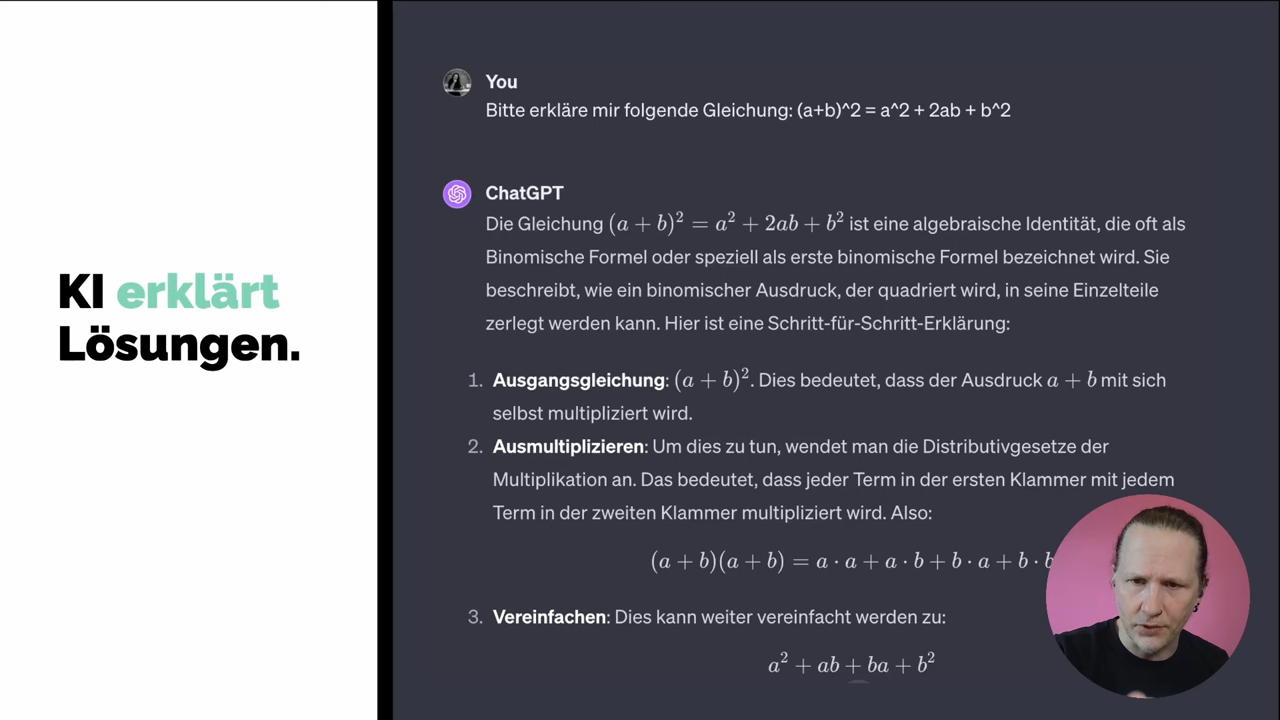 KI erklärt
Lösungen.
You
Bitte erkläre mir folgende Gleichung: (a+b)^2 = a^2 + 2ab + b^2
ChatGPT
Die Gleichung (a + b)² = a² + 2ab + b² ist eine algebraische Identität, die oft als
Binomische Formel oder speziell als erste binomische Formel bezeichnet wird. Sie
beschreibt, wie ein binomischer Ausdruck, der quadriert wird, in seine Einzelteile
zerlegt werden kann. Hier ist eine Schritt-für-Schritt-Erklärung:
1. Ausgangsgleichung: (a + b)². Dies bedeutet, dass der Ausdruck a + b mit sich
selbst multipliziert wird.
2. Ausmultiplizieren: Um dies zu tun, wendet man die Distributivgesetze der
Multiplikation an. Das bedeutet, dass jeder Term in der ersten Klammer mit jedem
Term in der zweiten Klammer multipliziert wird. Also:
(a + b)(a + b) = a · a + a · b + b · a + b · b
3. Vereinfachen: Dies kann weiter vereinfacht werden zu:
a² + ab + ba + b²